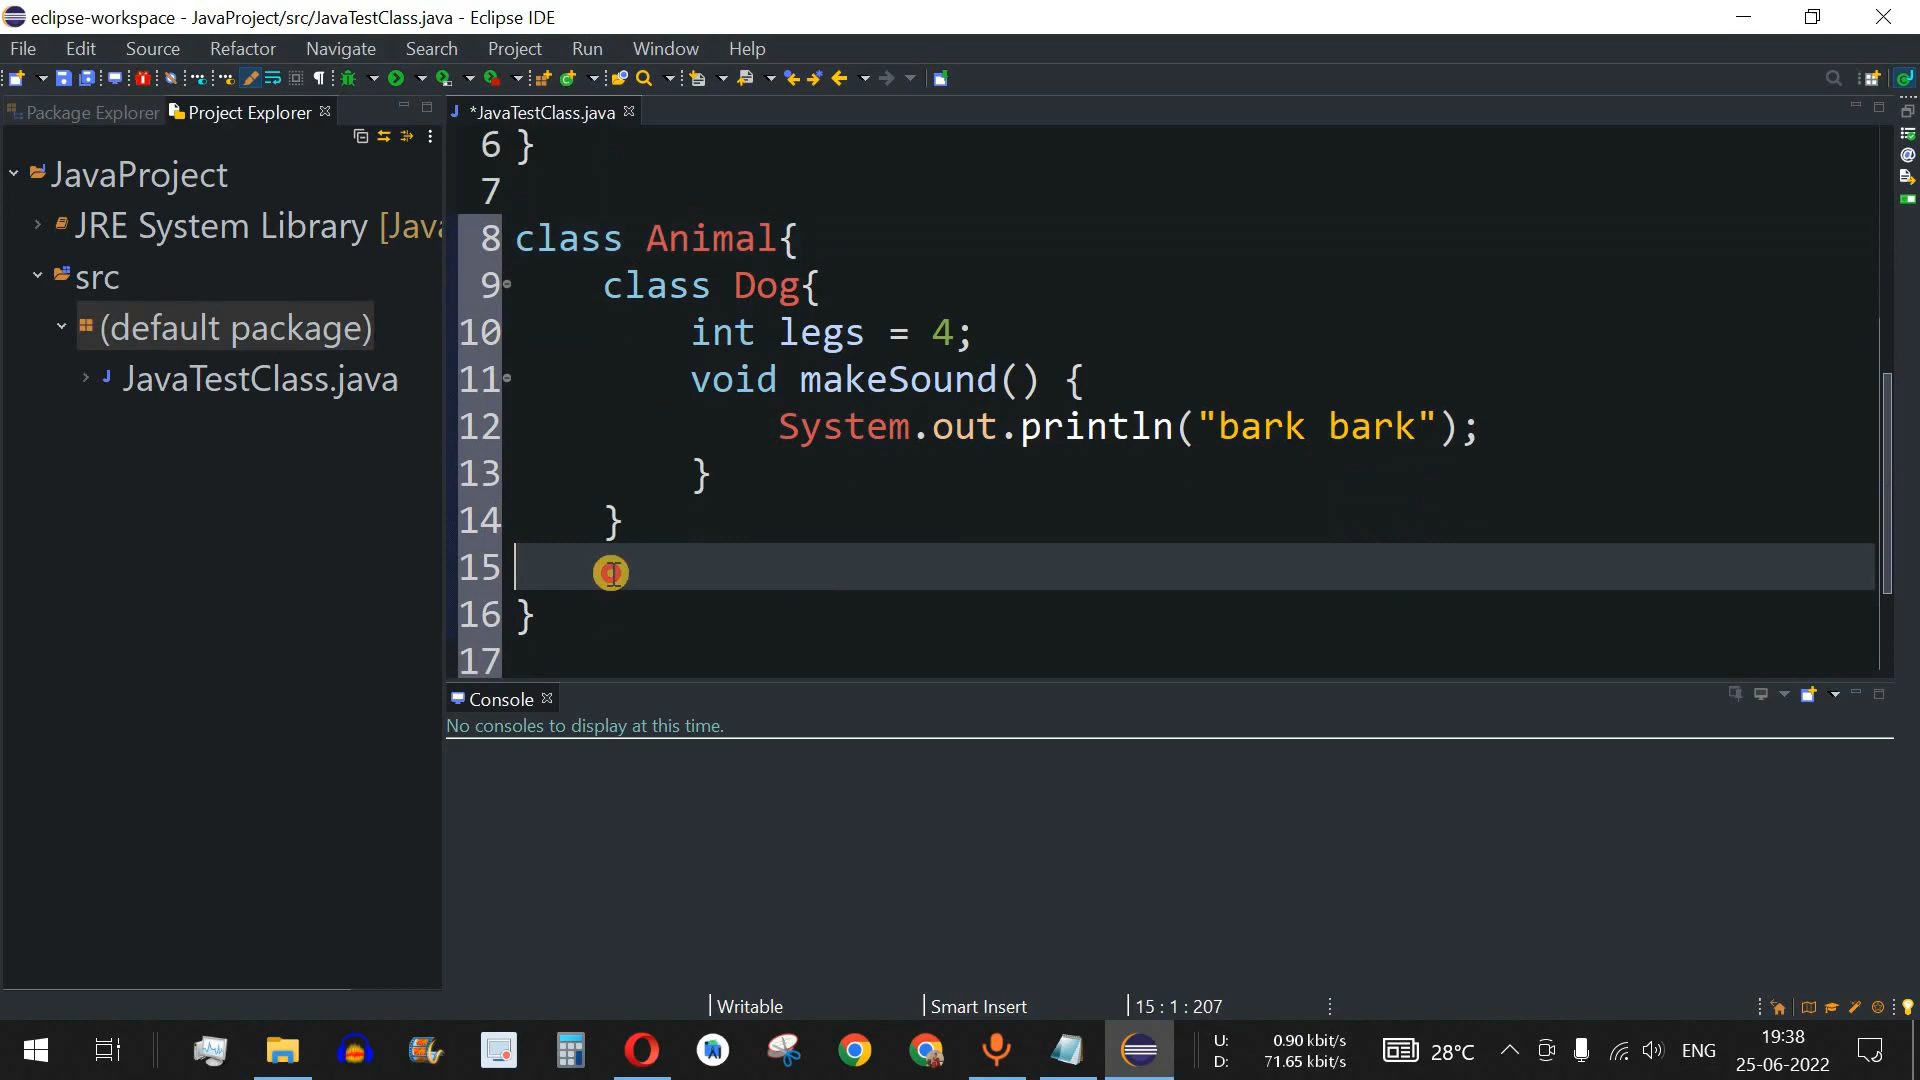 eclipse-workspace - JavaProject/src/JavaTestClass.java - Eclipse IDE
File Edit Source Refactor Navigate Search Project Run Window Help
Package Explorer Project Explorer
*JavaTestClass.java
JavaProject
JRE System Library [Java
src
(default package)
JavaTestClass.java
6 }
7
8 class Animal{
9 class Dog{
10 int legs = 4;
11 void makeSound() {
12 System.out.println("bark bark");
13 }
14 }
15
16 }
17
Console
No consoles to display at this time.
Writable Smart Insert 15 : 1 : 207
U: 0.90 kbit/s
D: 71.65 kbit/s
28°C
ENG
19:38
25-06-2022